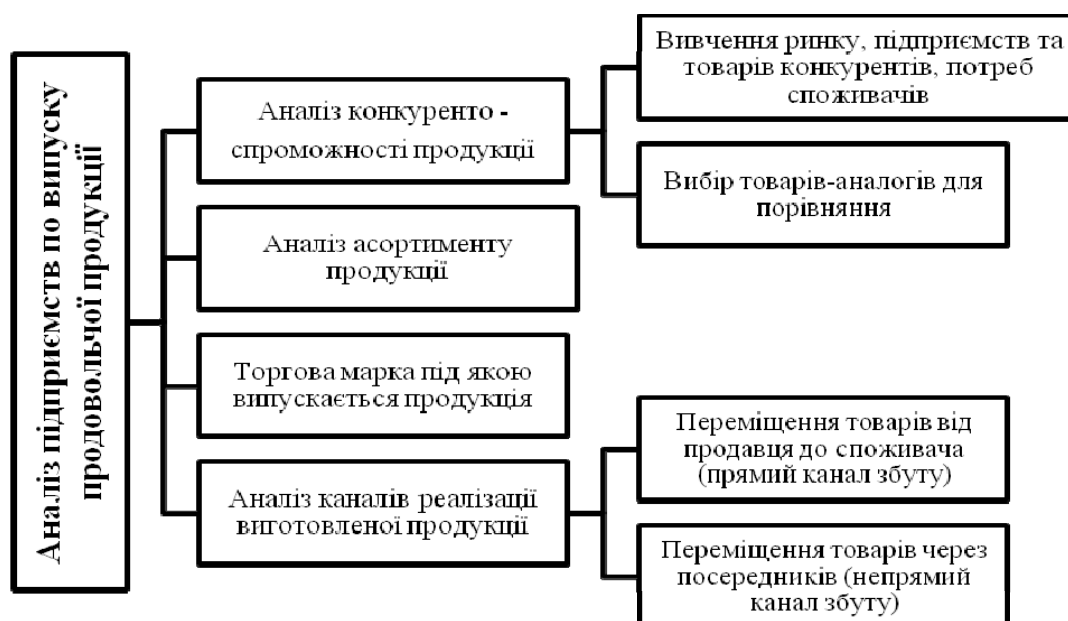 Аналіз підприємств по випуску
продовольчої продукції
Аналіз конкуренто -
спроможності продукції
Вивчення ринку, підприємств та
товарів конкурентів, потреб
споживачів
Вибір товарів-аналогів для
порівняння
Аналіз асортименту
продукції
Торгова марка під якою
випускається продукція
Аналіз каналів реалізації
виготовленої продукції
Переміщення товарів від
продавця до споживача
(прямий канал збуту)
Переміщення товарів через
посередників (непрямий
канал збуту)